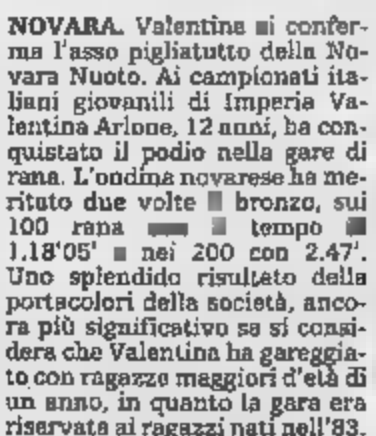 NOVARA. Valentina si confer-
ma l'asso pigliatutto della No-
vara Nuoto. Ai campionati ita-
liani giovanili di Imperia Va-
lentina Arlone, 12 anni, ha con-
quistato il podio nella gare di
rana. L'ondina novarese ha me-
ritato due volte bronzo, sui
100 rana tempo
1.18'05' nei 200 con 2.47'.
Uno splendido risultato della
portacolori della società, anco-
ra più significativo se si consi-
dera che Valentina ha gareggia-
to con ragazze maggiori d'età di
un anno, in quanto la gara era
riservata ai ragazzi nati nell'83.